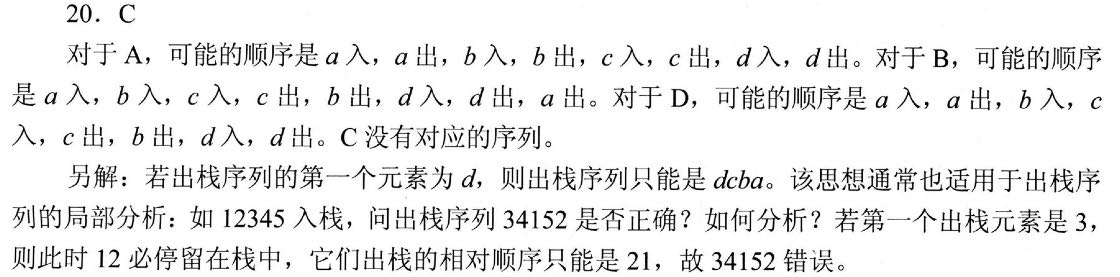 20. C
对于 A，可能的顺序是 a 入，a 出，b 入，b 出，c 入，c 出，d 入，d 出。对于 B，可能的顺序
是 a 入，b 入，c 入，c 出，b 出，d 入，d 出，a 出。对于 D，可能的顺序是 a 入，a 出，b 入，c
入，c 出，b 出，d 入，d 出。C 没有对应的序列。
另解：若出栈序列的第一个元素为 d，则出栈序列只能是 dcba。该思想通常也适用于出栈序
列的局部分析：如 12345 入栈，问出栈序列 34152 是否正确？如何分析？若第一个出栈元素是 3，
则此时 12 必停留在栈中，它们出栈的相对顺序只能是 21，故 34152 错误。